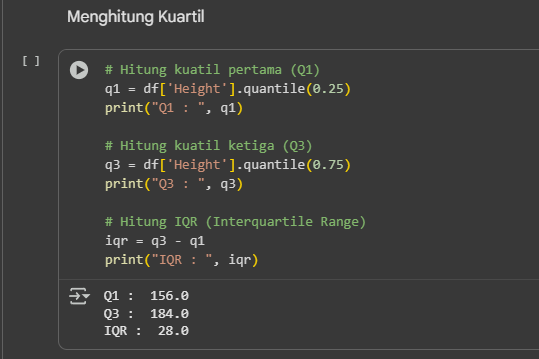 Menghitung Kuartil
[ ]
# Hitung kuatil pertama (Q1)
q1 = df['Height'].quantile(0.25)
print("Q1 : ", q1)
# Hitung kuatil ketiga (Q3)
q3 = df['Height'].quantile(0.75)
print("Q3 : ", q3)
# Hitung IQR (Interquartile Range)
iqr = q3 - q1
print("IQR : ", iqr)
Q1 :  156.0
Q3 :  184.0
IQR :  28.0